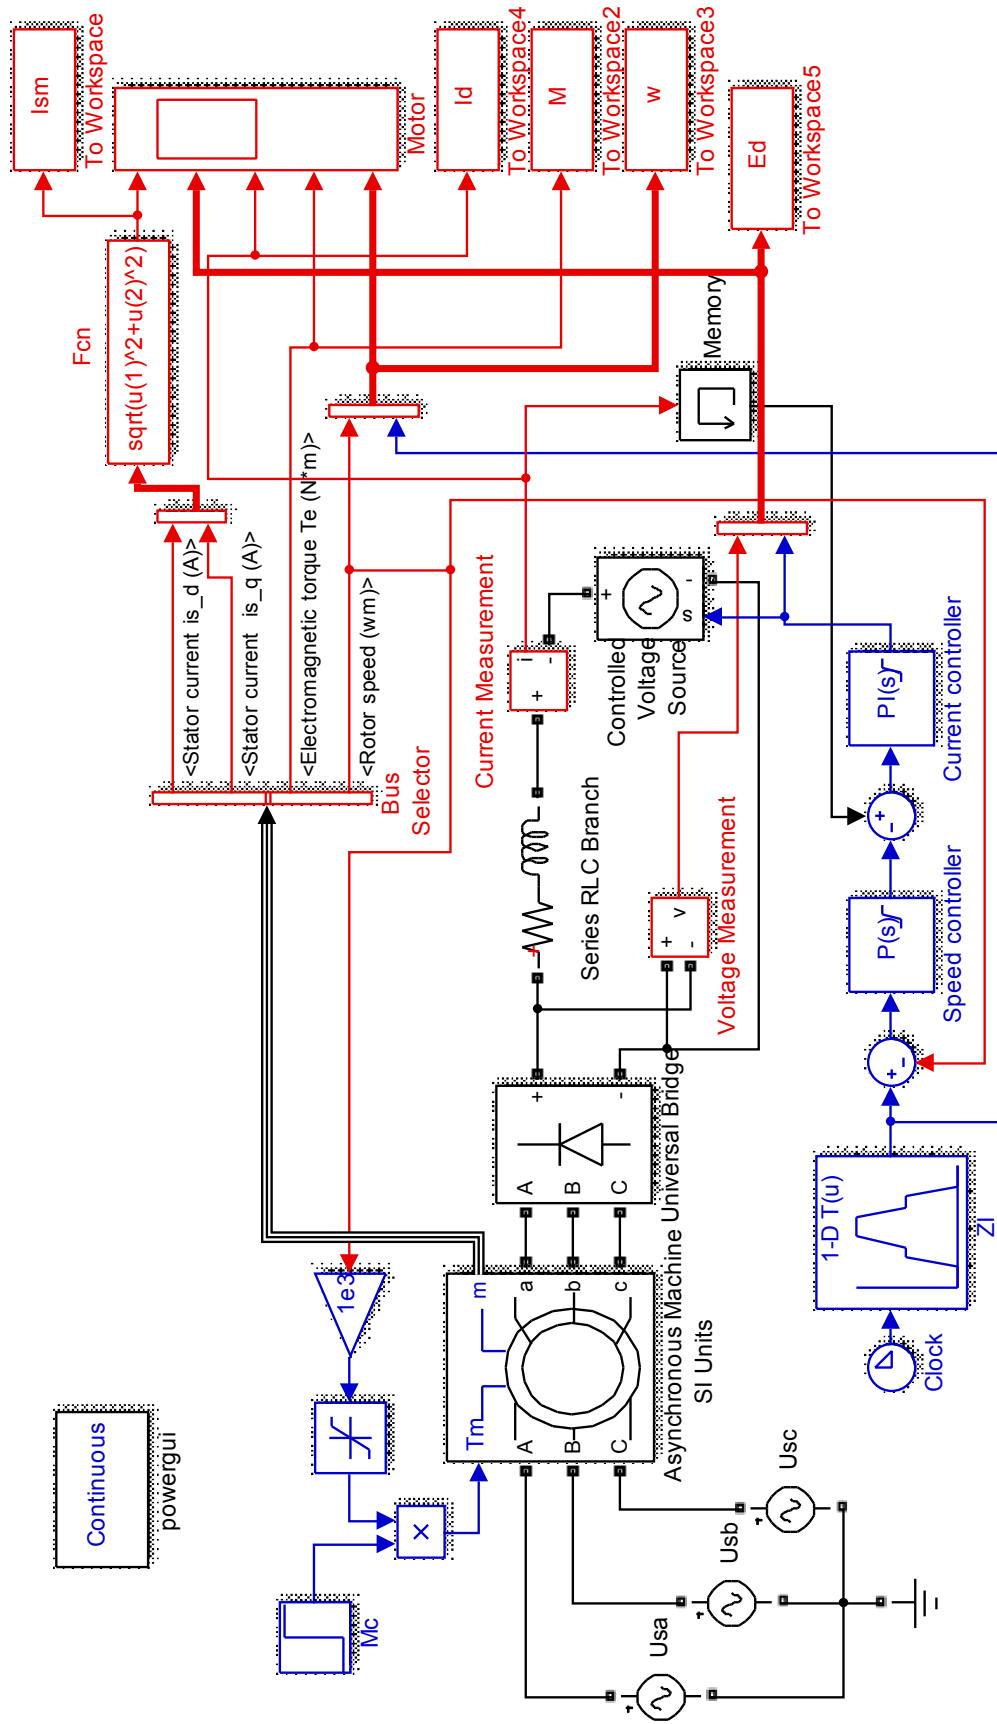 Continuous
powergui
Mc
×
1e3
Tm
m
A
B
C
a
b
c
Asynchronous Machine
SI Units
Usa
Usb
Usc
A
B
C
+
-
Universal Bridge
Series RLC Branch
+
+
-
v
Voltage Measurement
+
-
i
Current Measurement
+
-
s
Controlled
Voltage
Source
Bus
Selector
<Stator current is_d (A)>
<Stator current is_q (A)>
<Electromagnetic torque Te (N*m)>
<Rotor speed (wm)>
Fcn
sqrt(u(1)^2+u(2)^2)
Ism
To Workspace
Motor
Id
To Workspace4
M
To Workspace2
w
To Workspace3
Ed
To Workspace5
Memory
Clock
1-D T(u)
ZI
+
-
P(s)
Speed controller
+
-
PI(s)
Current controller